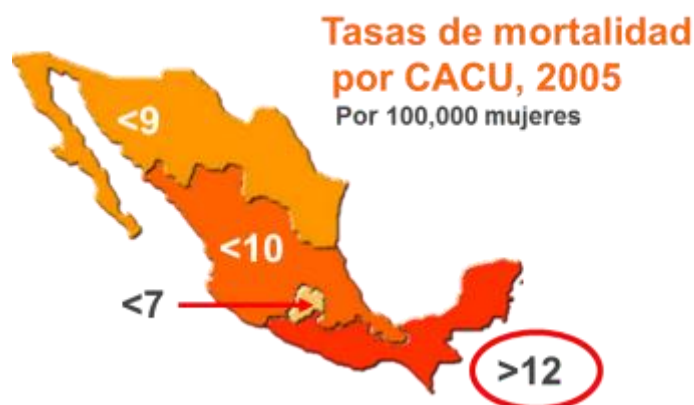 Tasas de mortalidad
por CACU, 2005
Por 100,000 mujeres
<9
<10
<7
>12